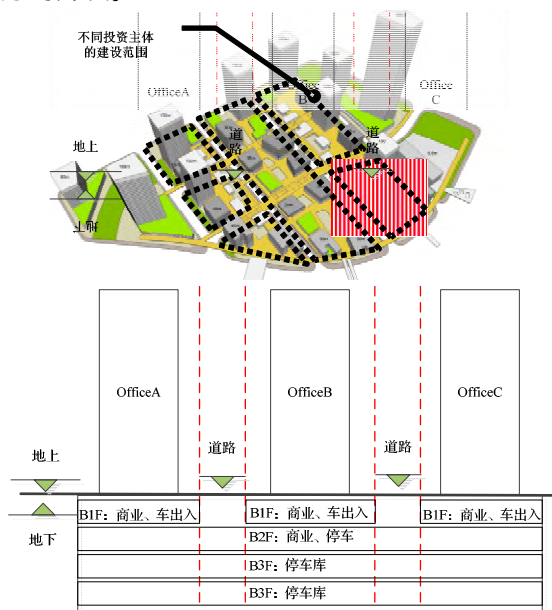 不同投资主体
的建设范围
OfficeA
Office
B
Office
C
道
路
道
路
地上
地下
OfficeA
OfficeB
OfficeC
道路
道路
地上
地下
B1F：商业、车出入
B1F：商业、车出入
B1F：商业、车出入
B2F：商业、停车
B3F：停车库
B3F：停车库